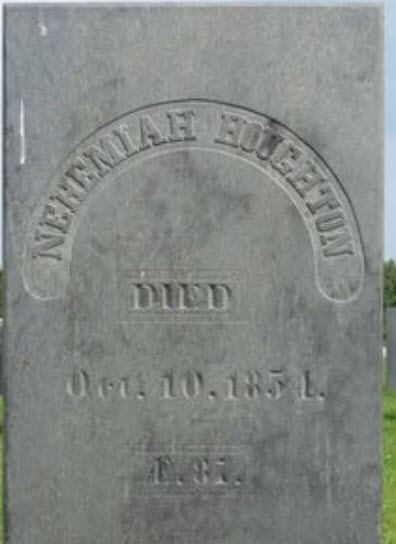 NEHEMIAH HOUGHTON
DIED
Oct. 10. 1854.
Æ. 81.